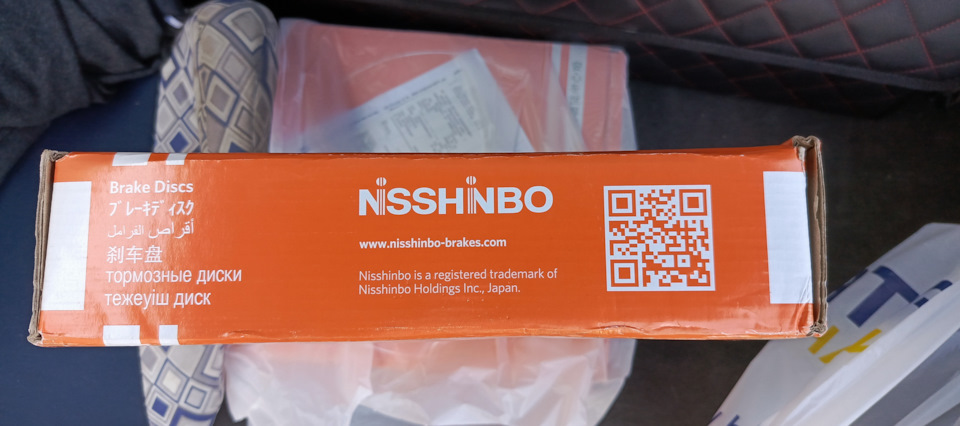 Brake Discs
ブレーキディスク
أقراص الفرامل
刹车盘
тормозные диски
тежеуіш диск
NISSHINBO
www.nisshinbo-brakes.com
Nisshinbo is a registered trademark of
Nisshinbo Holdings Inc., Japan.